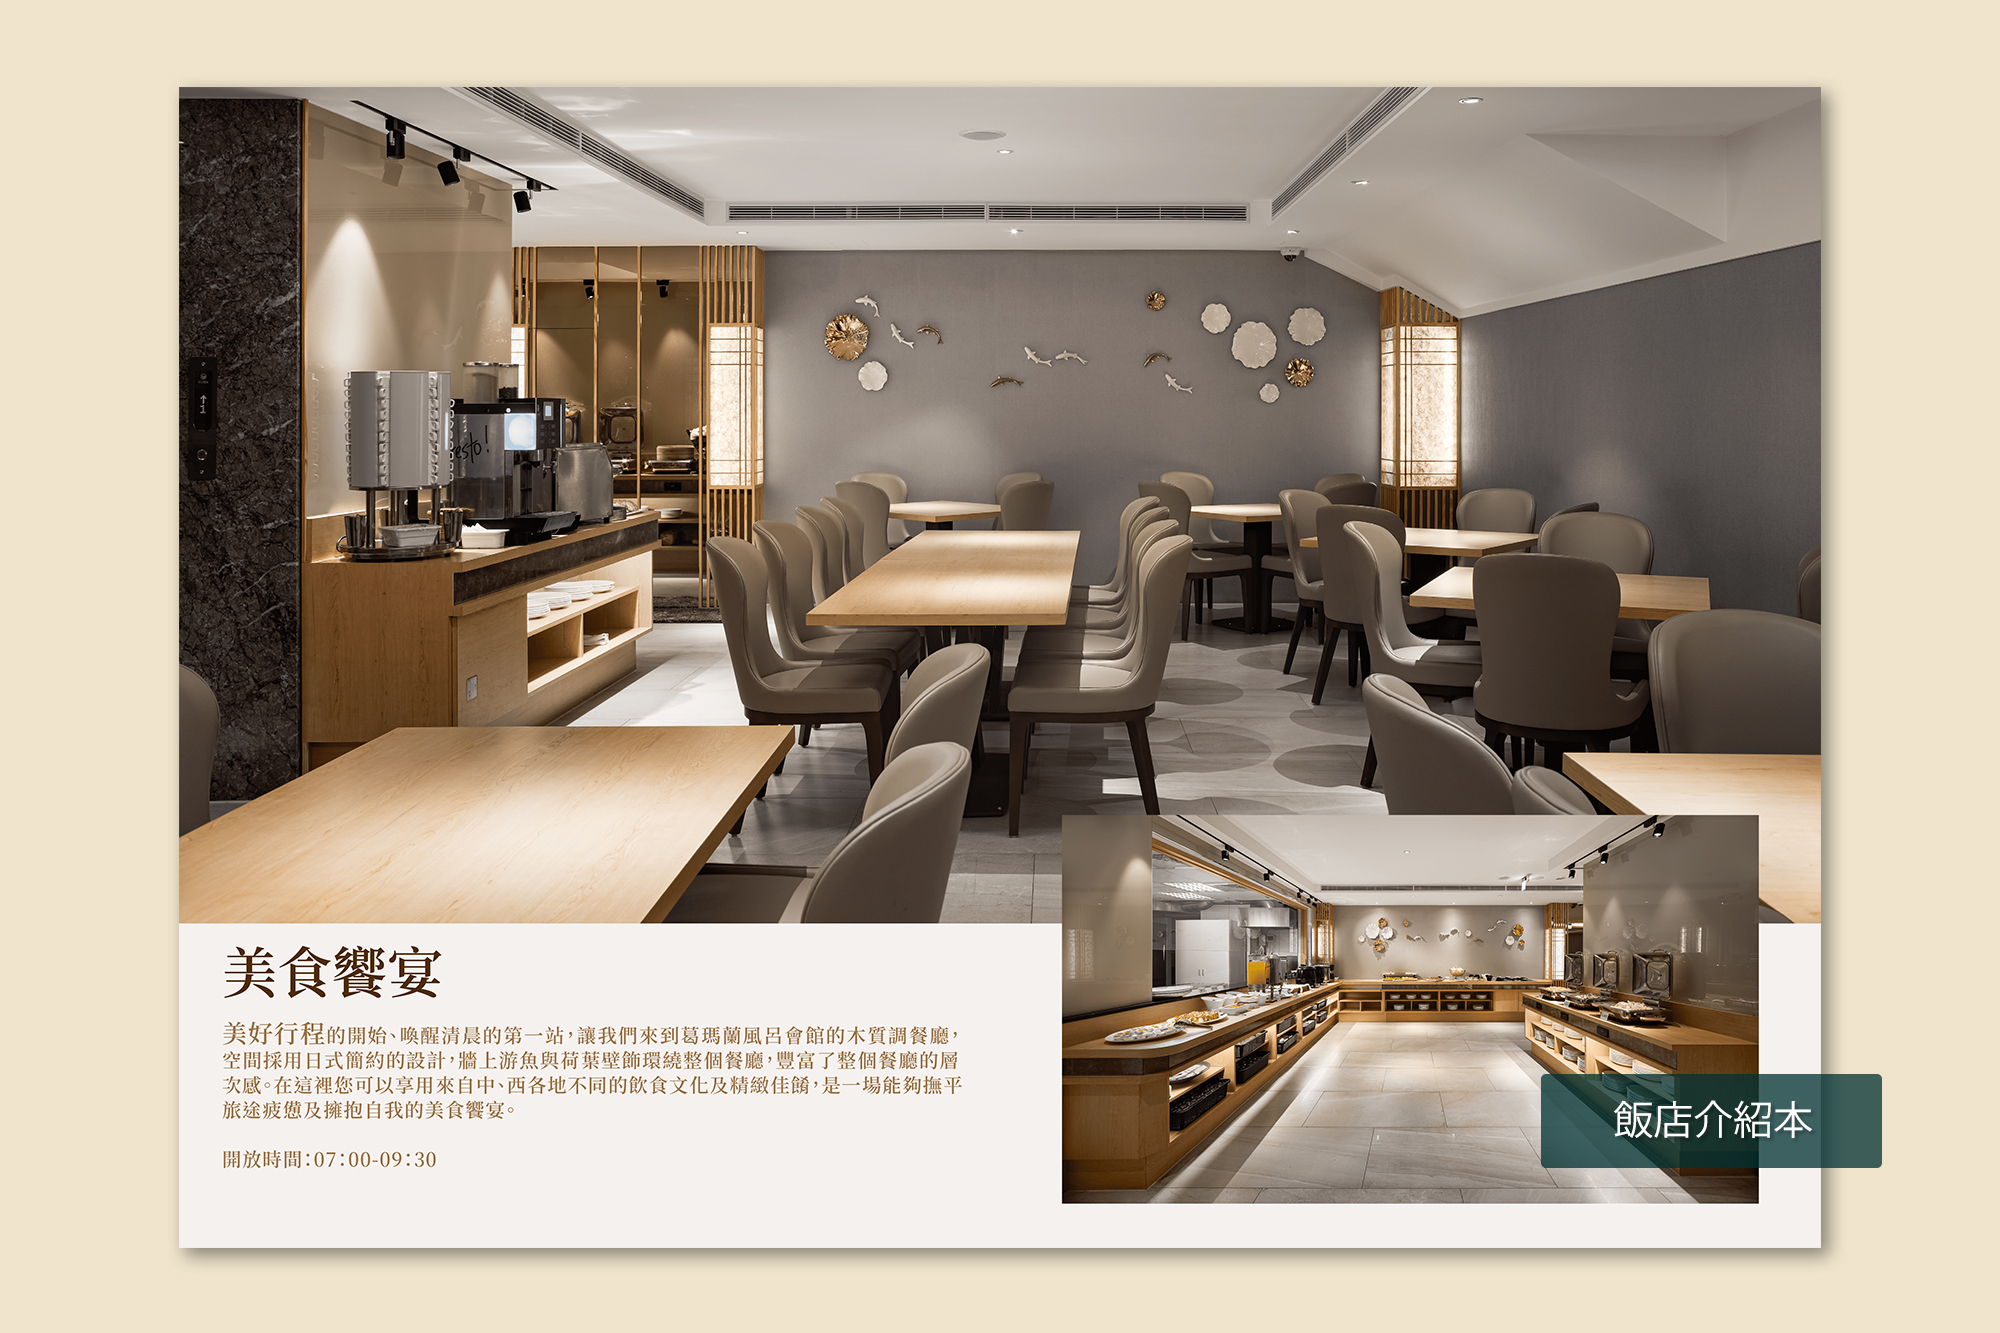 esto!
↑1
美食饗宴
美好行程的開始、喚醒清晨的第一站，讓我們來到葛瑪蘭風呂會館的木質調餐廳，
空間採用日式簡約的設計，牆上游魚與荷葉壁飾環繞整個餐廳，豐富了整個餐廳的層
次感。在這裡您可以享用來自中、西各地不同的飲食文化及精緻佳餚，是一場能夠撫平
旅途疲憊及擁抱自我的美食饗宴。
開放時間：07：00-09：30
飯店介紹本